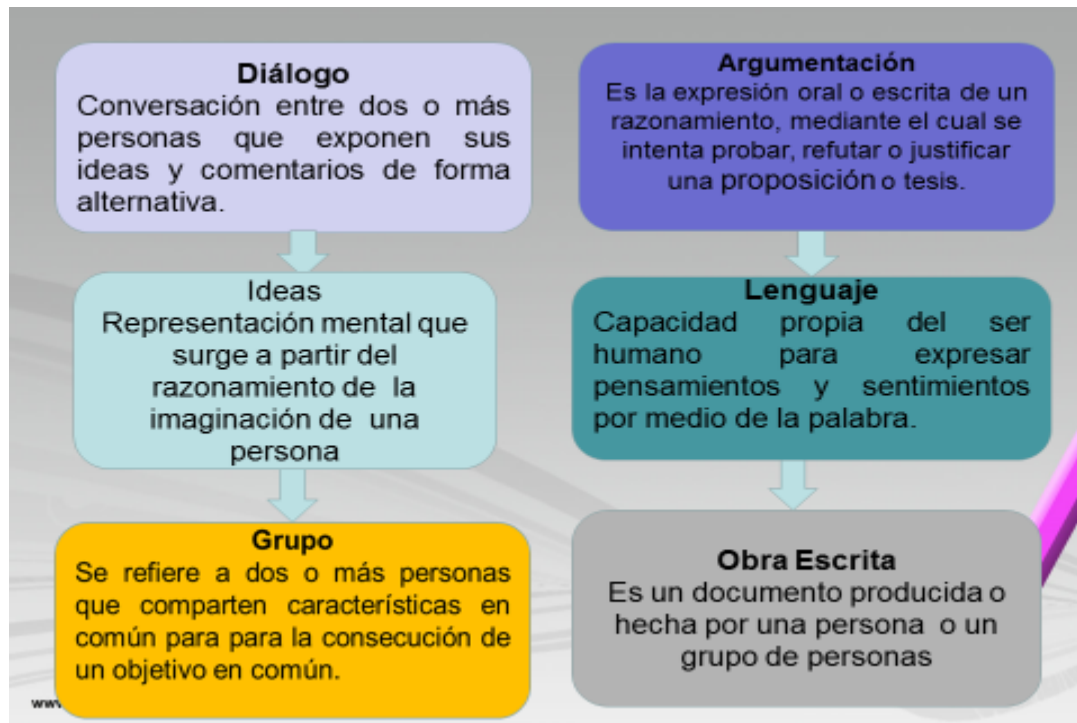 Diálogo
Conversación entre dos o más
personas que exponen sus
ideas y comentarios de forma
alternativa.
Ideas
Representación mental que
surge a partir del
razonamiento de la
imaginación de una
persona
Grupo
Se refiere a dos o más personas
que comparten características en
común para para la consecución de
un objetivo en común.
Argumentación
Es la expresión oral o escrita de un
razonamiento, mediante el cual se
intenta probar, refutar o justificar
una proposición o tesis.
Lenguaje
Capacidad propia del ser
humano para expresar
pensamientos y sentimientos
por medio de la palabra.
Obra Escrita
Es un documento producida o
hecha por una persona o un
grupo de personas
www